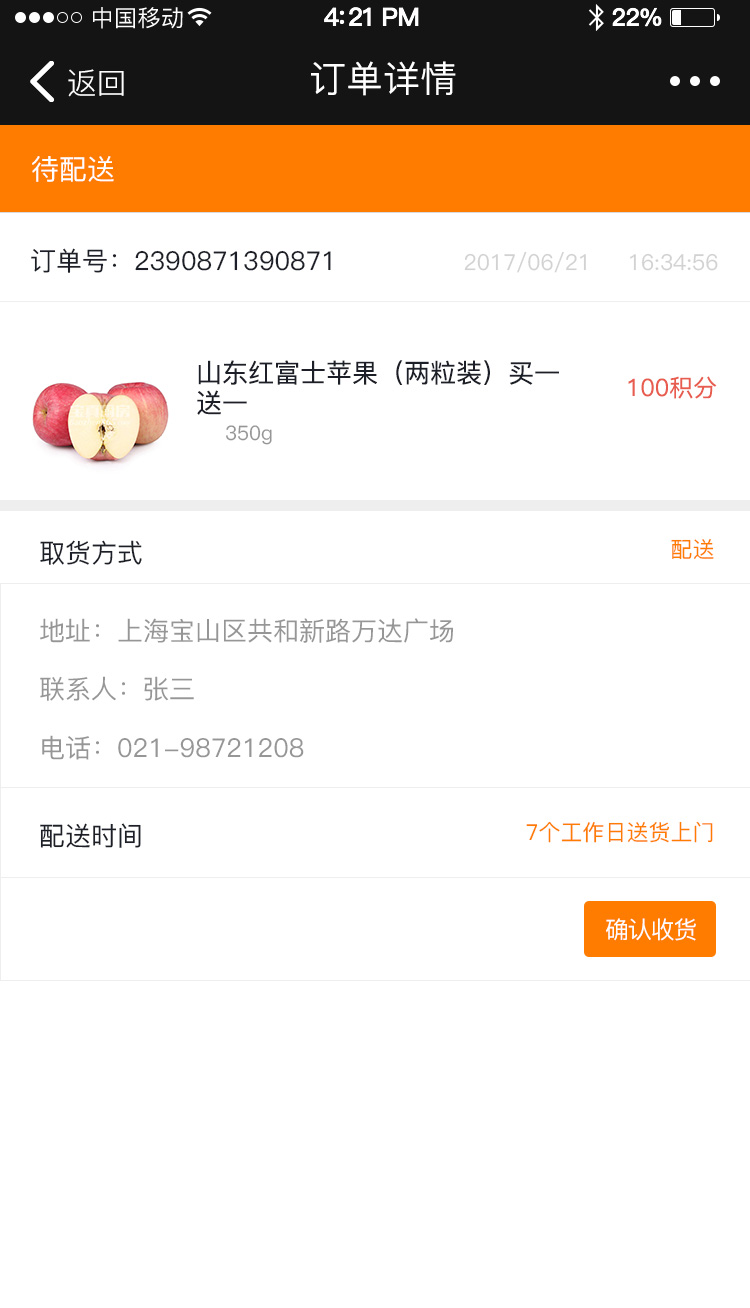 中国移动
4:21 PM
22%
返回
订单详情
待配送
订单号：2390871390871
2017/06/21
16:34:56
山东红富士苹果（两粒装）买一
送一
100积分
350g
取货方式
配送
地址：上海宝山区共和新路万达广场
联系人：张三
电话：021-98721208
配送时间
7个工作日送货上门
确认收货